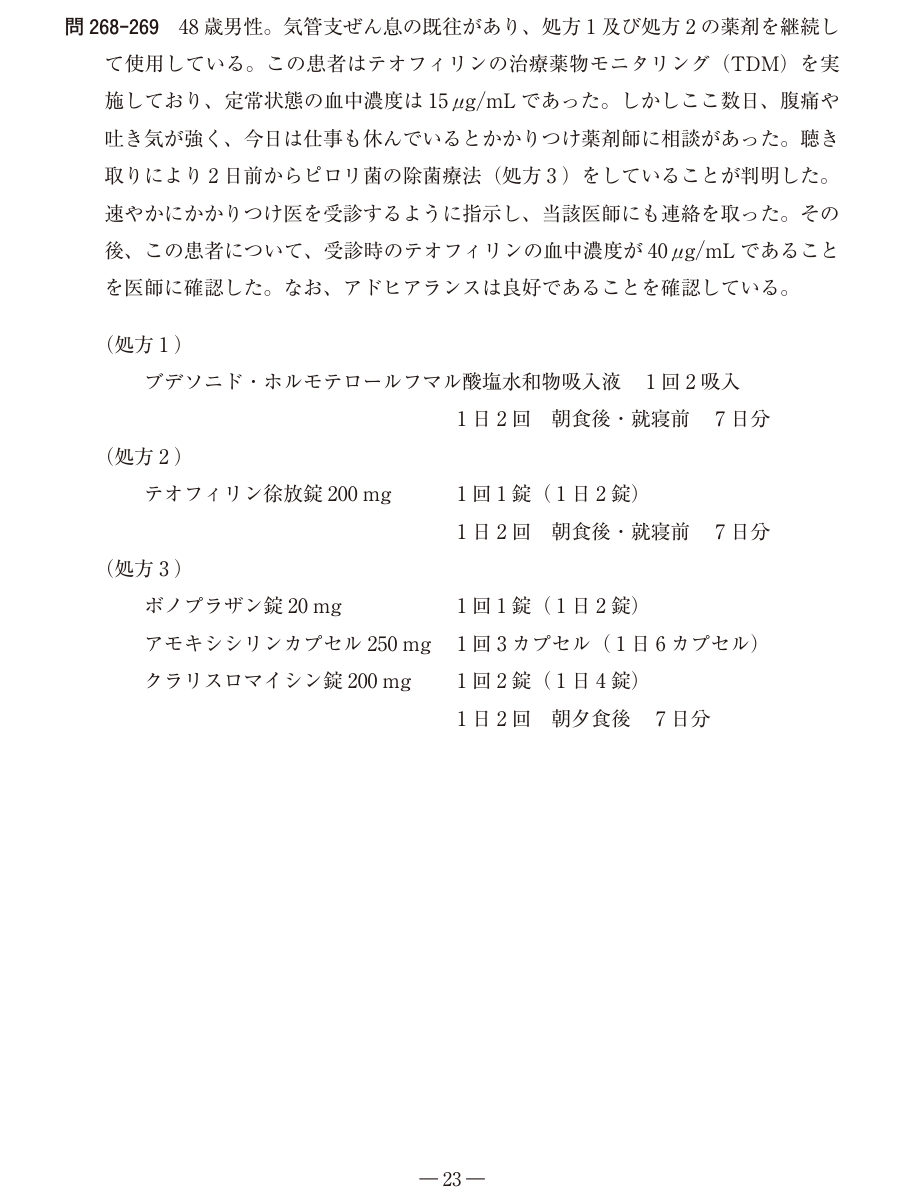 問 268-269 48 歳男性。気管支ぜん息の既往があり、処方1及び処方2の薬剤を継続し
て使用している。この患者はテオフィリンの治療薬物モニタリング(TDM)を実
施しており、定常状態の血中濃度は 15 μg/mL であった。しかしここ数日、腹痛や
吐き気が強く、今日は仕事も休んでいるとかかりつけ薬剤師に相談があった。聴き
取りにより2日前からピロリ菌の除菌療法(処方3)をしていることが判明した。
速やかにかかりつけ医を受診するように指示し、当該医師にも連絡を取った。その
後、この患者について、受診時のテオフィリンの血中濃度が 40 μg/mL であること
を医師に確認した。なお、アドヒアランスは良好であることを確認している。
(処方1)
ブデソニド・ホルモテロールフマル酸塩水和物吸入液 1回2吸入
1日2回 朝食後・就寝前 7日分
(処方2)
テオフィリン徐放錠 200 mg 1回1錠(1日2錠)
1日2回 朝食後・就寝前 7日分
(処方3)
ボノプラザン錠 20 mg 1回1錠(1日2錠)
アモキシシリンカプセル 250 mg 1回3カプセル(1日6カプセル)
クラリスロマイシン錠 200 mg 1回2錠(1日4錠)
1日2回 朝夕食後 7日分
— 23 —